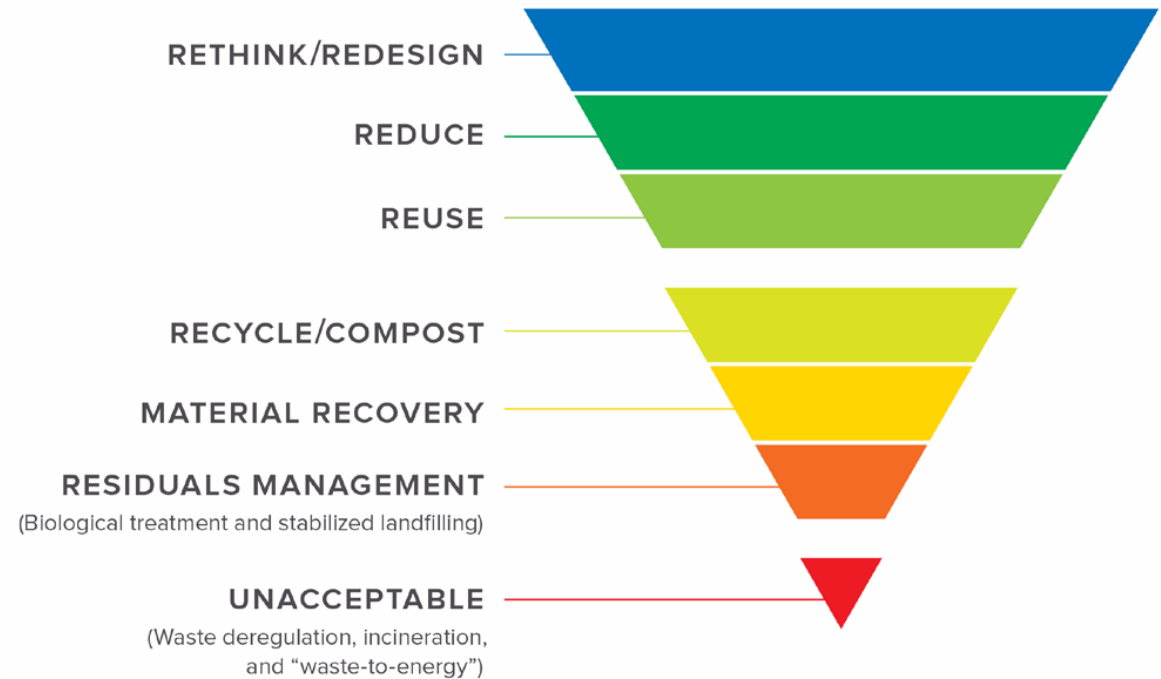 RETHINK/REDESIGN
REDUCE
REUSE
RECYCLE/COMPOST
MATERIAL RECOVERY
RESIDUALS MANAGEMENT
(Biological treatment and stabilized landfilling)
UNACCEPTABLE
(Waste deregulation, incineration,
and “waste-to-energy”)